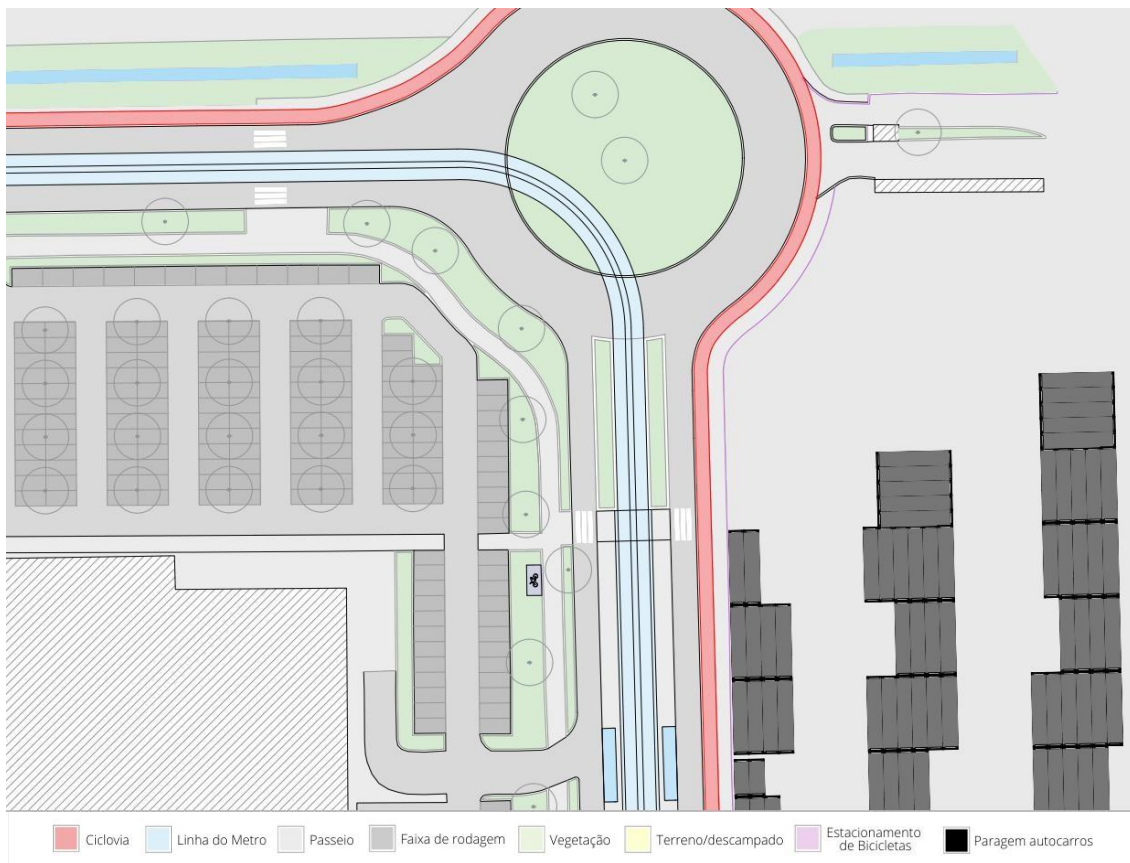 Ciclovia
Linha do Metro
Passeio
Faixa de rodagem
Vegetação
Terreno/descampado
Estacionamento
de Bicicletas
Paragem autocarros